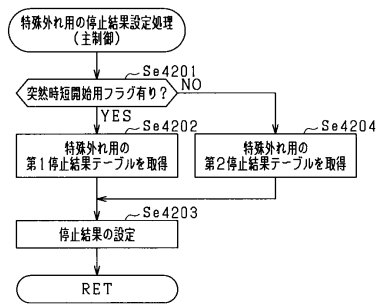 特殊外れ用の停止結果設定処理
(主制御)
Se4201
突然時短開始用フラグ有り?
NO
YES
Se4202
特殊外れ用の
第1停止結果テーブルを取得
Se4204
特殊外れ用の
第2停止結果テーブルを取得
Se4203
停止結果の設定
RET